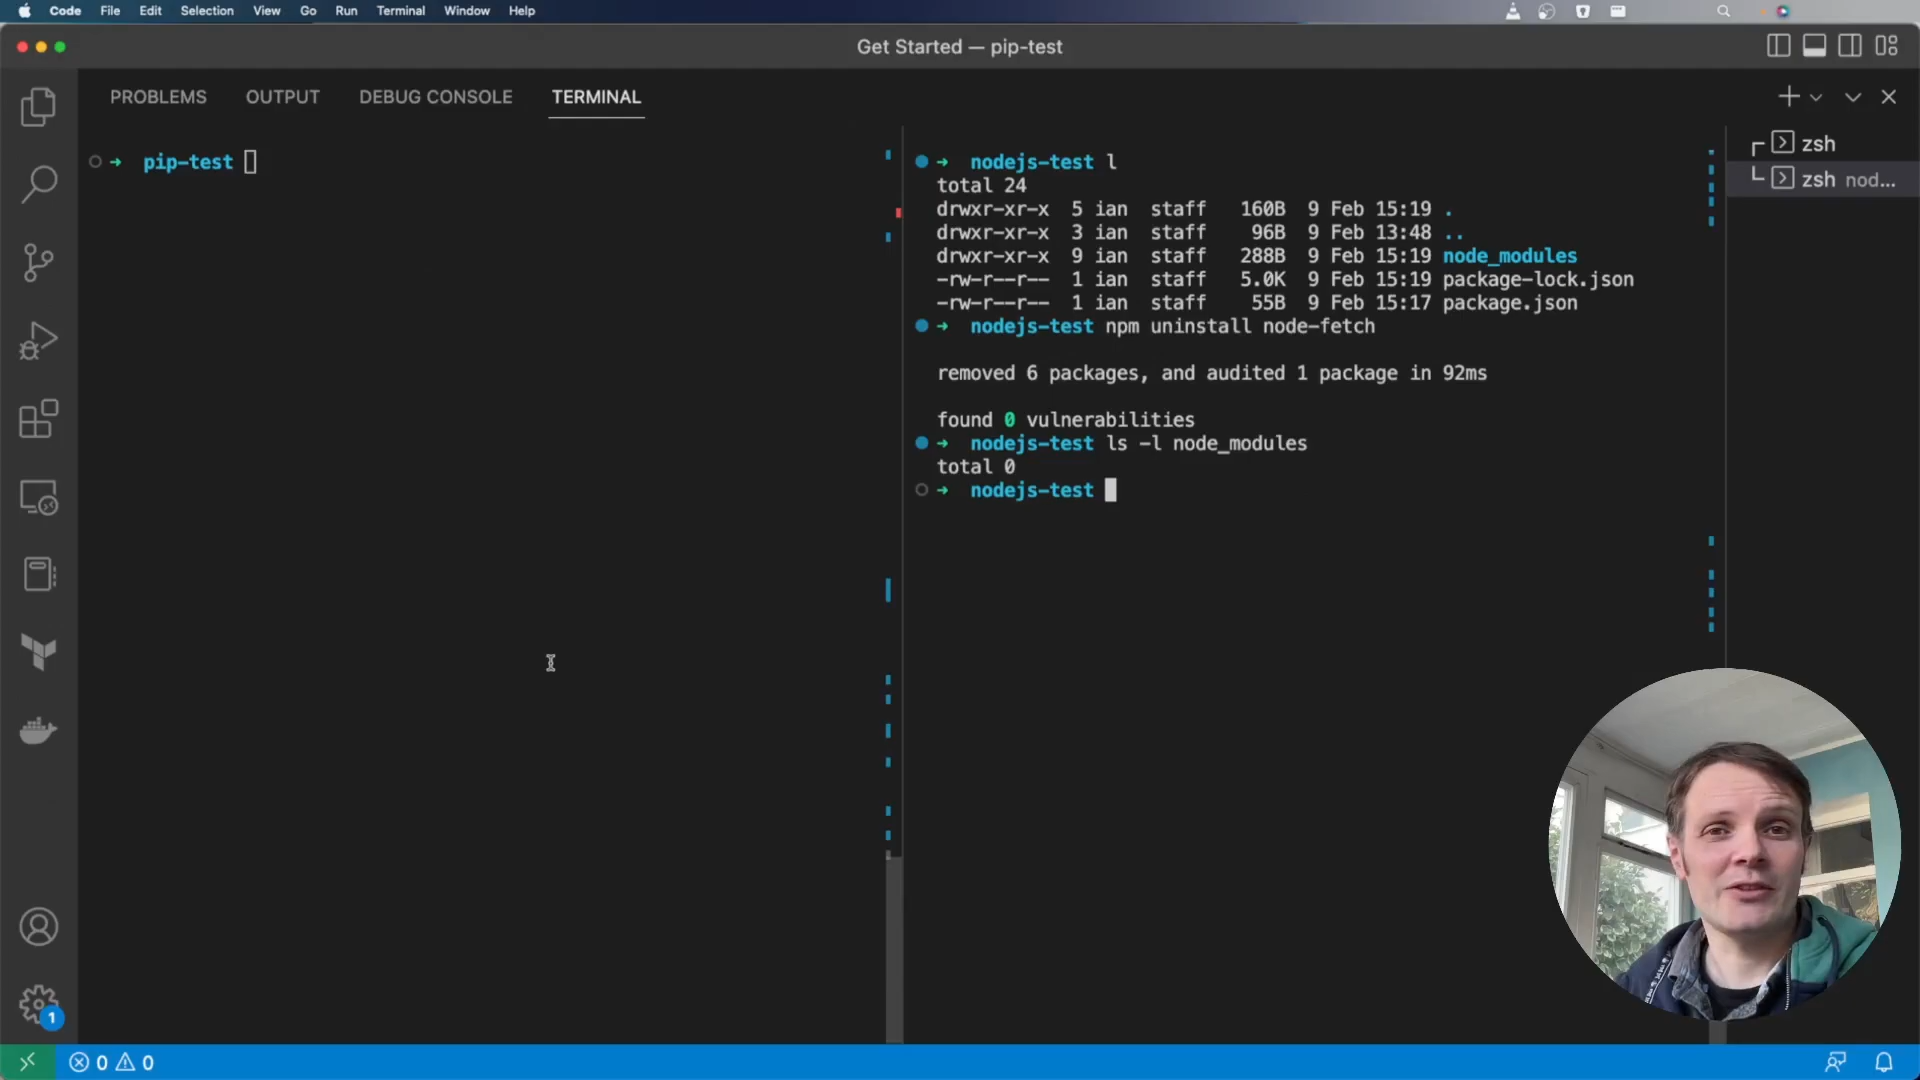 Code File Edit Selection View Go Run Terminal Window Help
Get Started — pip-test
PROBLEMS OUTPUT DEBUG CONSOLE TERMINAL
➜ pip-test
➜ nodejs-test l
total 24
drwxr-xr-x 5 ian staff 160B 9 Feb 15:19 .
drwxr-xr-x 3 ian staff 96B 9 Feb 13:48 ..
drwxr-xr-x 9 ian staff 288B 9 Feb 15:19 node_modules
-rw-r--r-- 1 ian staff 5.0K 9 Feb 15:19 package-lock.json
-rw-r--r-- 1 ian staff 55B 9 Feb 15:17 package.json
➜ nodejs-test npm uninstall node-fetch
removed 6 packages, and audited 1 package in 92ms
found 0 vulnerabilities
➜ nodejs-test ls -l node_modules
total 0
➜ nodejs-test
zsh
zsh nod...
1
0 0